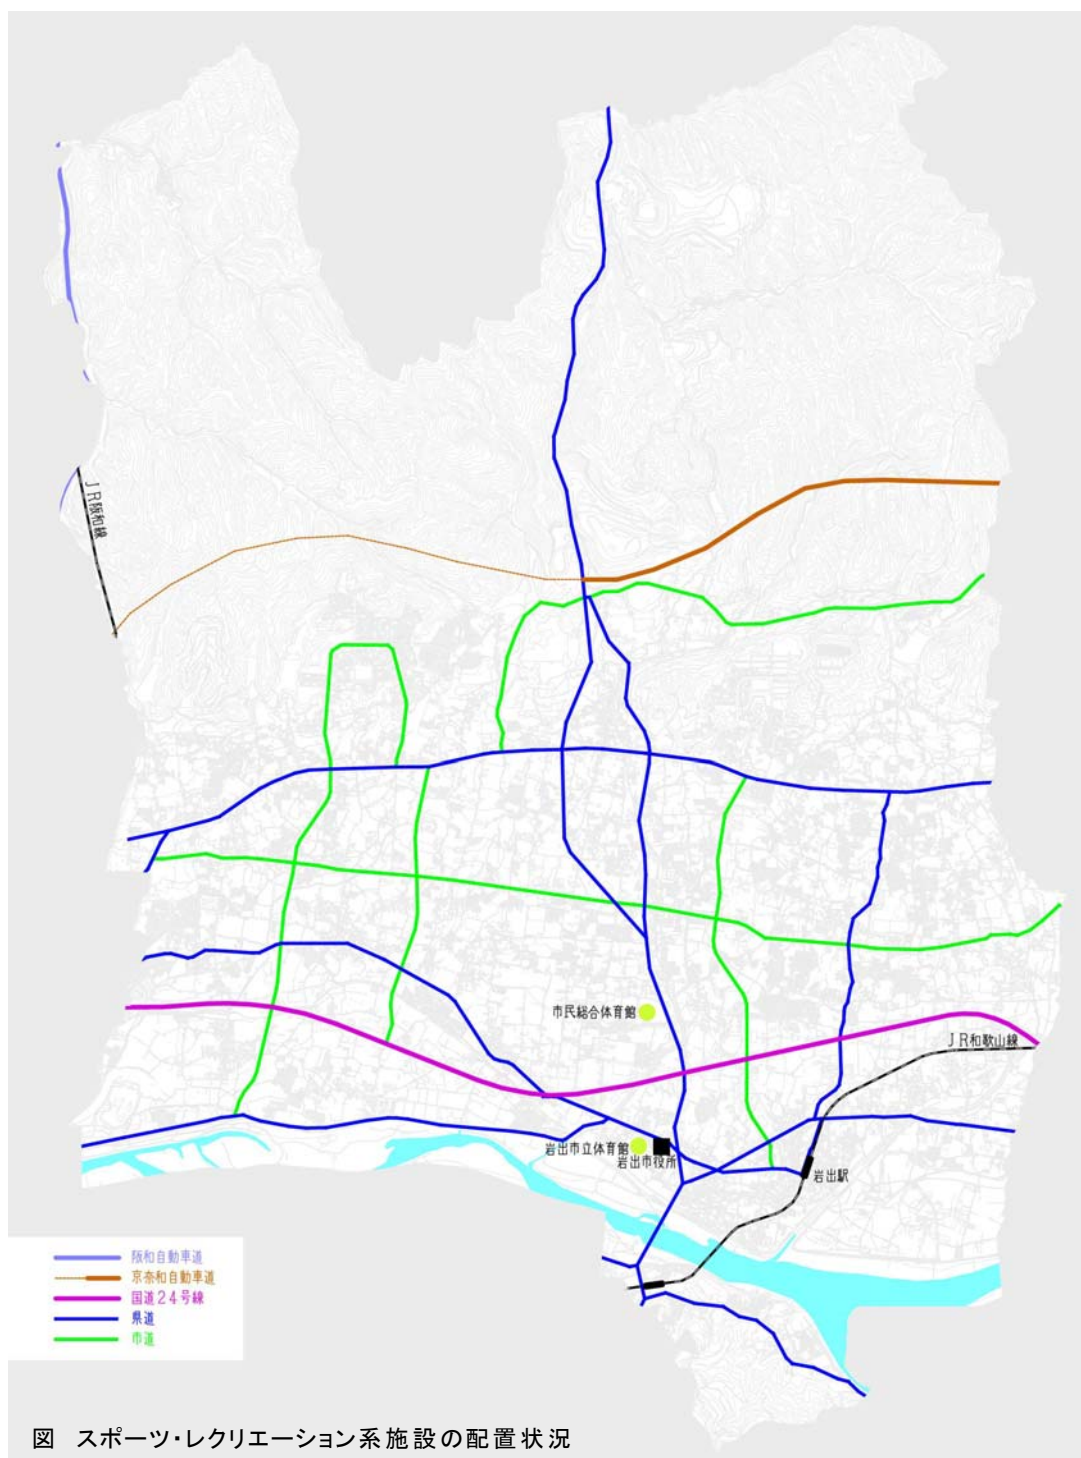 JR阪和線
市民総合体育館
JR和歌山線
岩出市立体育館
岩出市役所
岩出駅
阪和自動車道
京奈和自動車道
国道24号線
県道
市道
図 スポーツ・レクリエーション系施設の配置状況